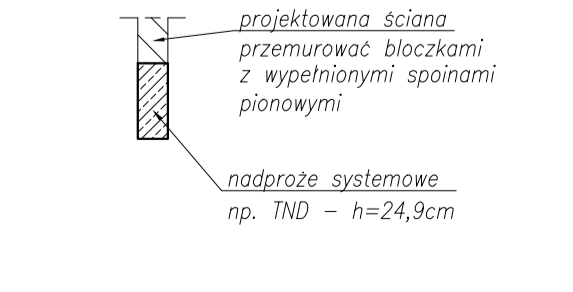 projektowana ściana
przemurować bloczkami
z wypełnionymi spoinami
pionowymi
nadproże systemowe
np. TND – h=24,9cm